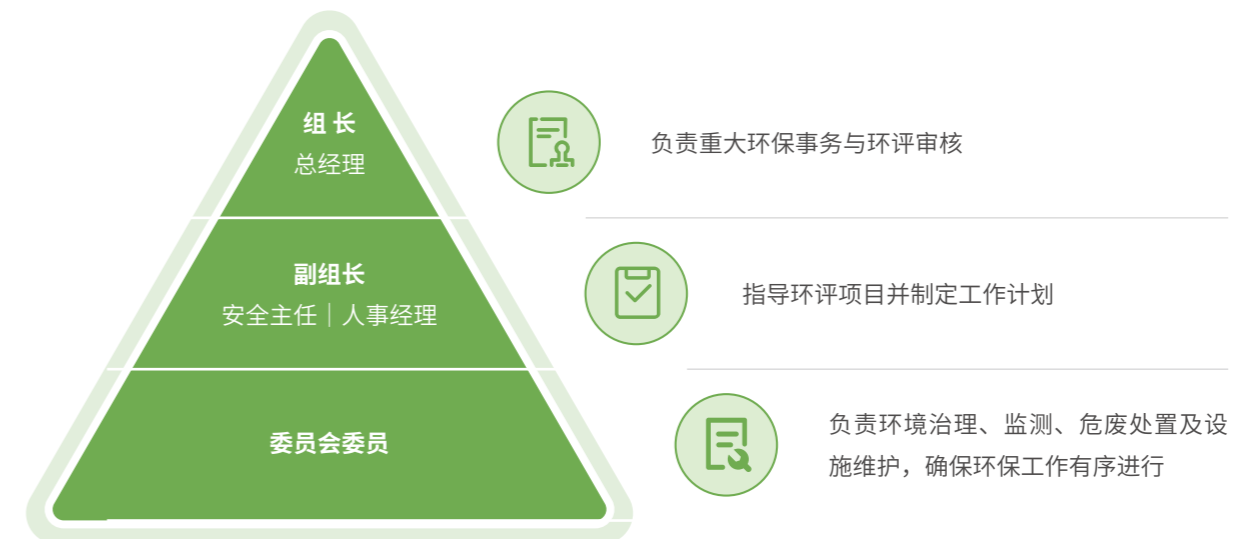 组 长
总经理
负责重大环保事务与环评审核
副组长
安全主任｜人事经理
指导环评项目并制定工作计划
委员会委员
负责环境治理、监测、危废处置及设
施维护，确保环保工作有序进行